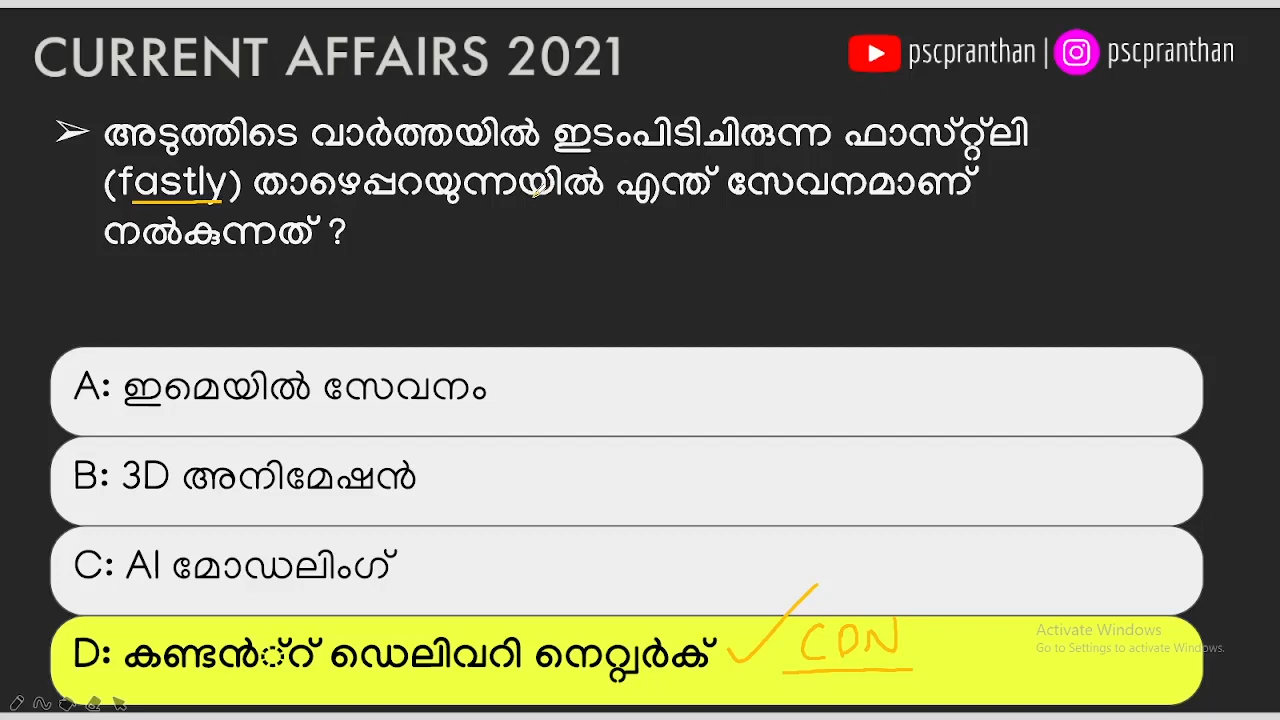 CURRENT AFFAIRS 2021
pscpranthan | pscpranthan
➢ അടുത്തിടെ വാർത്തയിൽ ഇടംപിടിചിരുന്ന ഫാസ്റ്റ്ലി
(fastly) താഴെപ്പറയുന്നയിൽ എന്ത് സേവനമാണ്
നൽകുന്നത് ?
A: ഇമെയിൽ സേവനം
B: 3D അനിമേഷൻ
C: AI മോഡലിംഗ്
D: കണ്ടൻ്റ് ഡെലിവറി നെറ്റ്വർക് CDN
Activate Windows
Go to Settings to activate Windows.